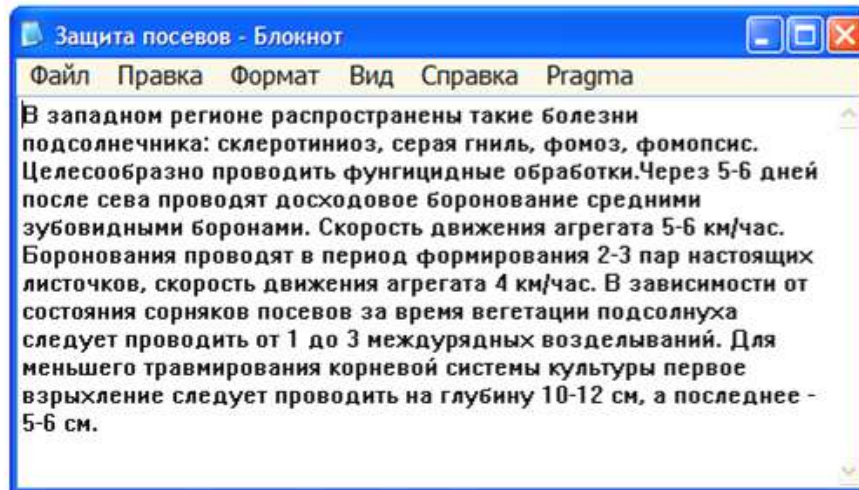 Защита посевов - Блокнот
Файл Правка Формат Вид Справка Pragma
В западном регионе распространены такие болезни
подсолнечника: склеротиниоз, серая гниль, фомоз, фомопсис.
Целесообразно проводить фунгицидные обработки.Через 5-6 дней
после сева проводят досходовое боронование средними
зубовидными боронами. Скорость движения агрегата 5-6 км/час.
Боронования проводят в период формирования 2-3 пар настоящих
листочков, скорость движения агрегата 4 км/час. В зависимости от
состояния сорняков посевов за время вегетации подсолнуха
следует проводить от 1 до 3 междурядных возделываний. Для
меньшего травмирования корневой системы культуры первое
взрыхление следует проводить на глубину 10-12 см, а последнее -
5-6 см.